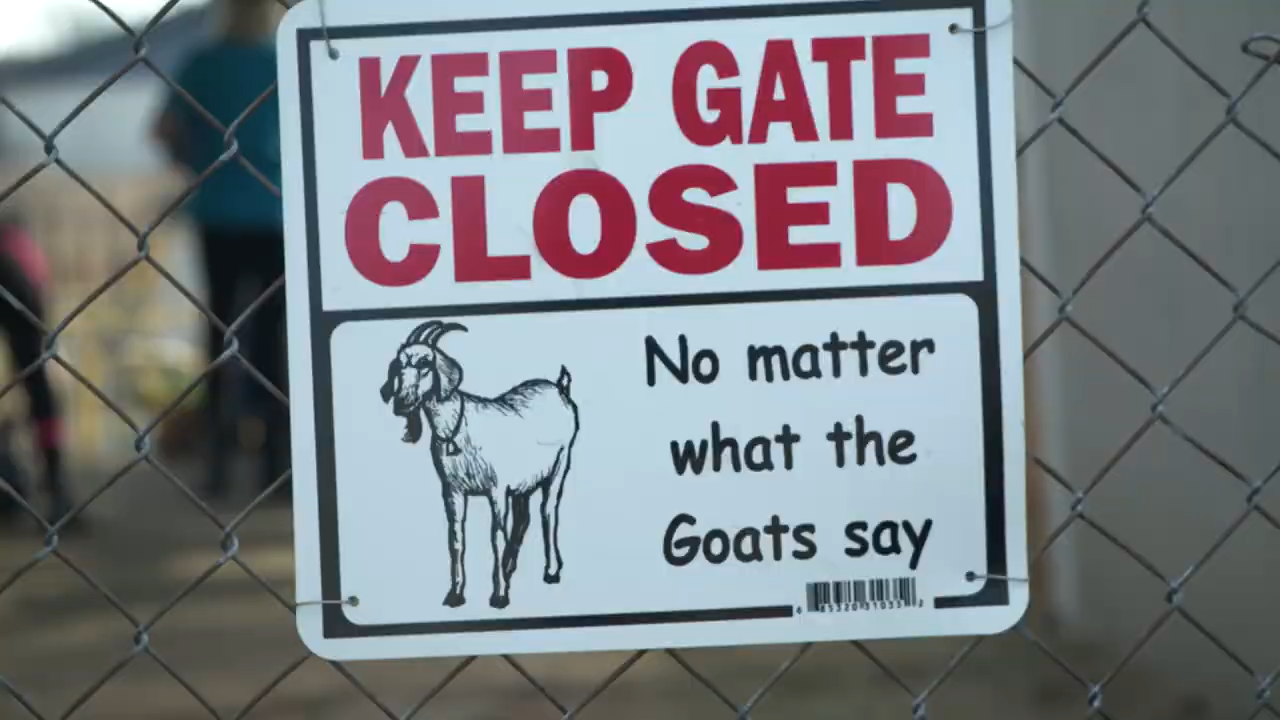 KEEP GATE
CLOSED
No matter
what the
Goats say